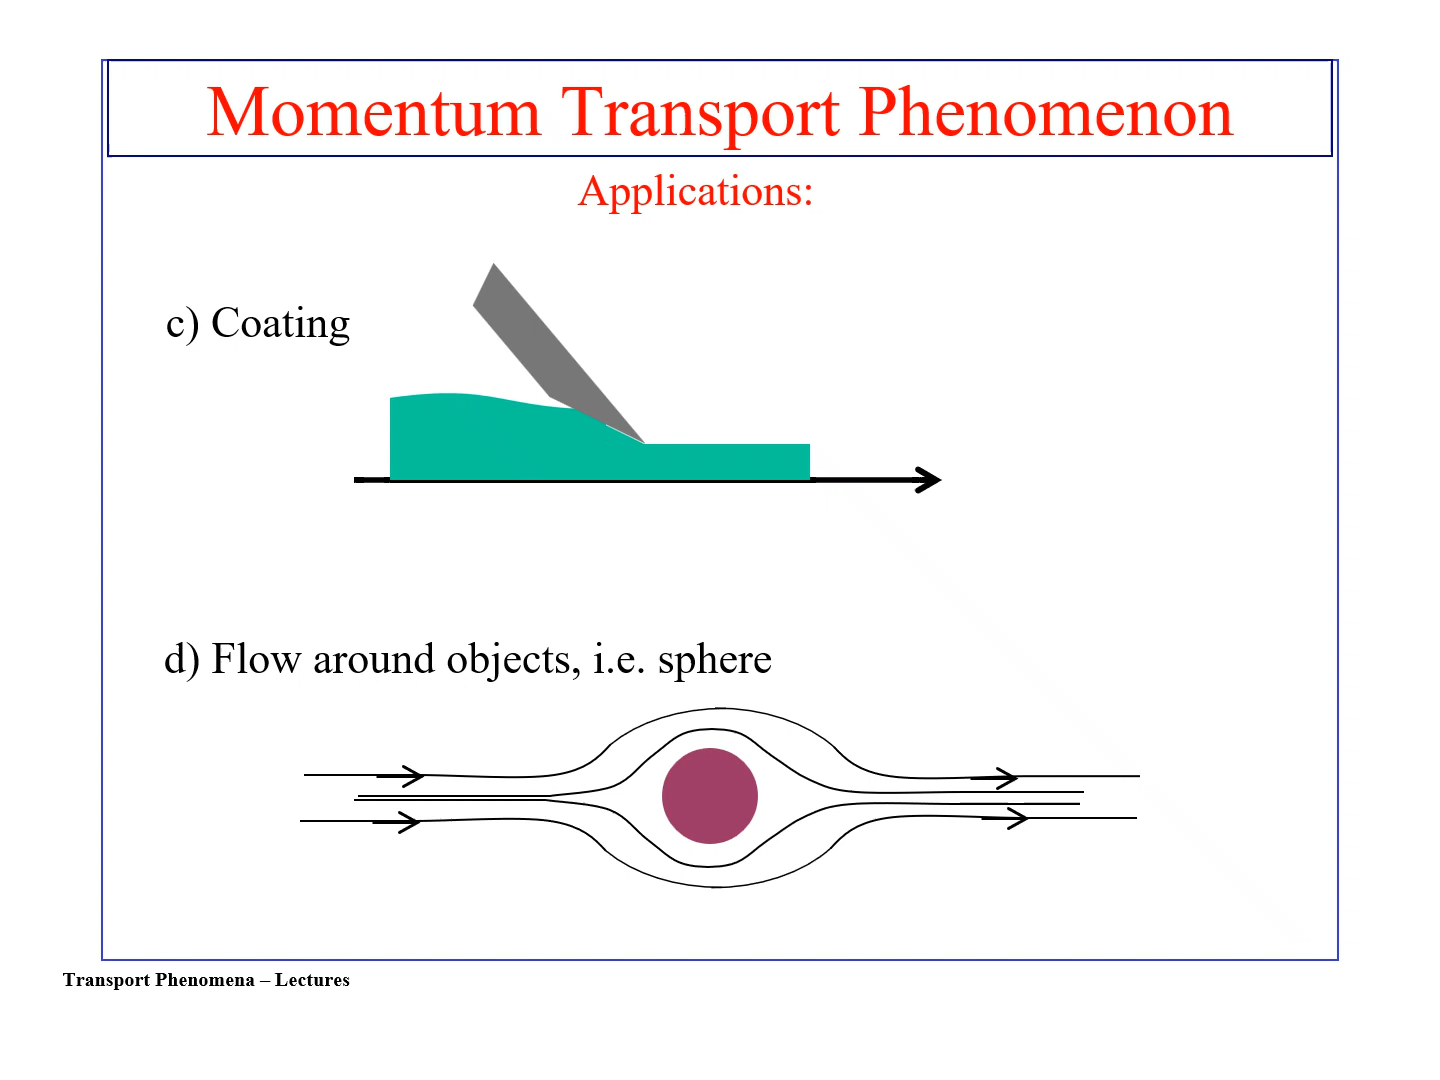 Momentum Transport Phenomenon
Applications:
c) Coating
d) Flow around objects, i.e. sphere
Transport Phenomena – Lectures